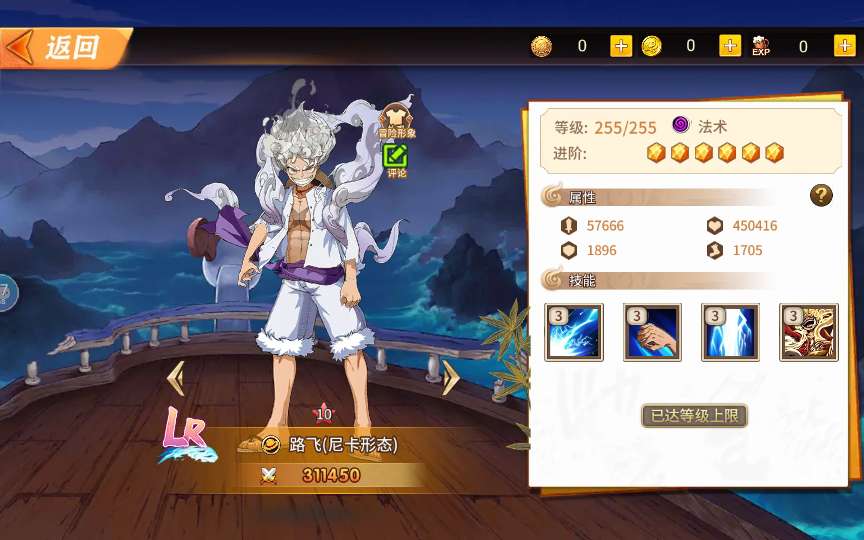 返回
0
0
EXP
0
冒险形象
评论
等级: 255/255 法术
进阶:
属性
?
57666
450416
1896
1705
技能
3
3
3
3
已达等级上限
10
LR
路飞(尼卡形态)
311450